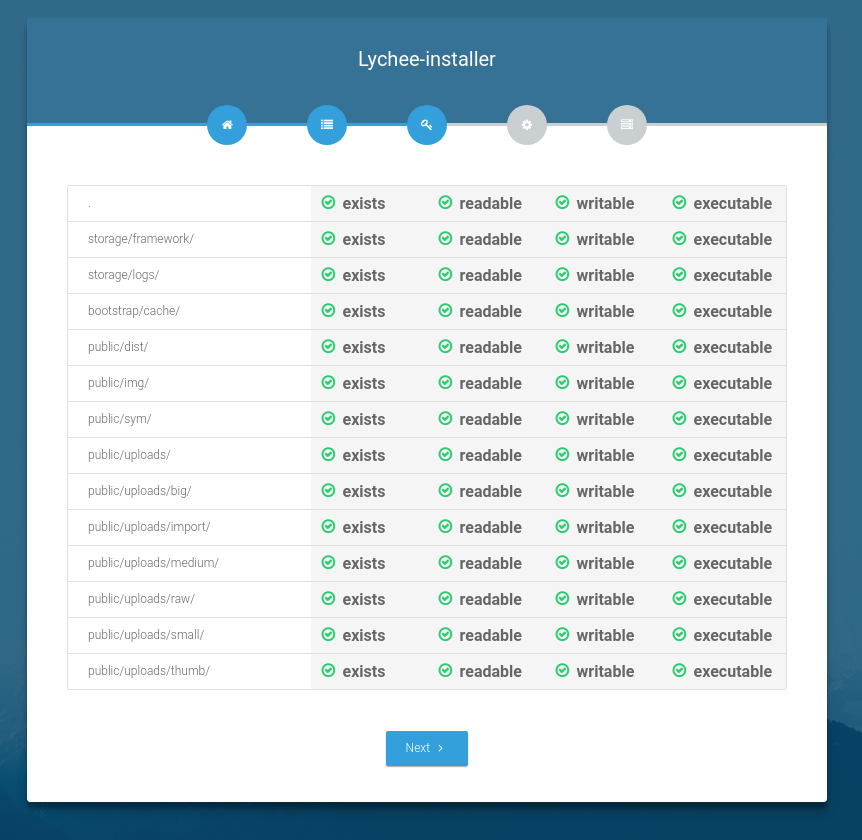 Lychee-installer
. exists readable writable executable
storage/framework/ exists readable writable executable
storage/logs/ exists readable writable executable
bootstrap/cache/ exists readable writable executable
public/dist/ exists readable writable executable
public/img/ exists readable writable executable
public/sym/ exists readable writable executable
public/uploads/ exists readable writable executable
public/uploads/big/ exists readable writable executable
public/uploads/import/ exists readable writable executable
public/uploads/medium/ exists readable writable executable
public/uploads/raw/ exists readable writable executable
public/uploads/small/ exists readable writable executable
public/uploads/thumb/ exists readable writable executable
Next